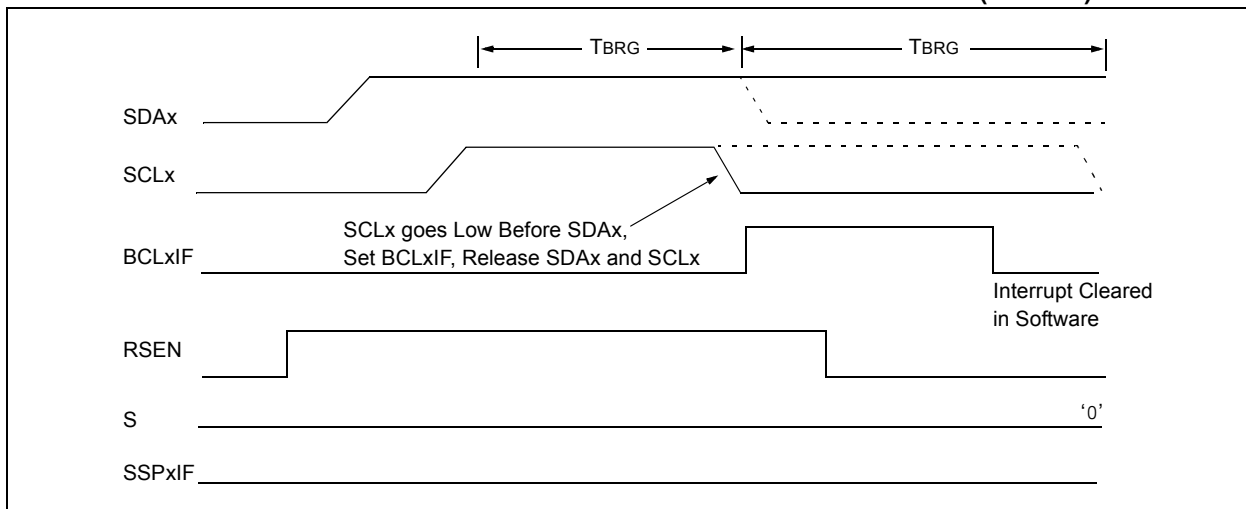 TBRG TBRG
SDAx
SCLx
SCLx goes Low Before SDAx,
Set BCLxIF, Release SDAx and SCLx
BCLxIF
Interrupt Cleared
in Software
RSEN
S
‘0’
SSPxIF